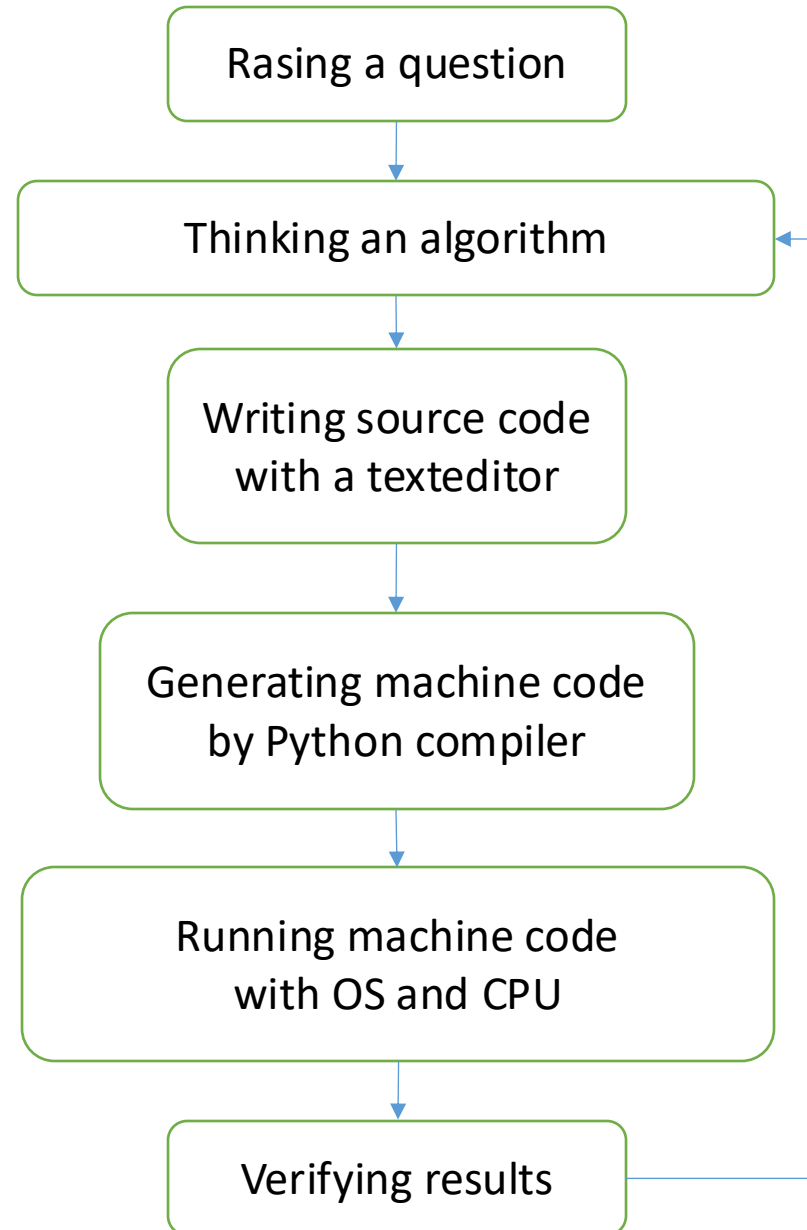 Rasing a question
Thinking an algorithm
Writing source code
with a texteditor
Generating machine code
by Python compiler
Running machine code
with OS and CPU
Verifying results